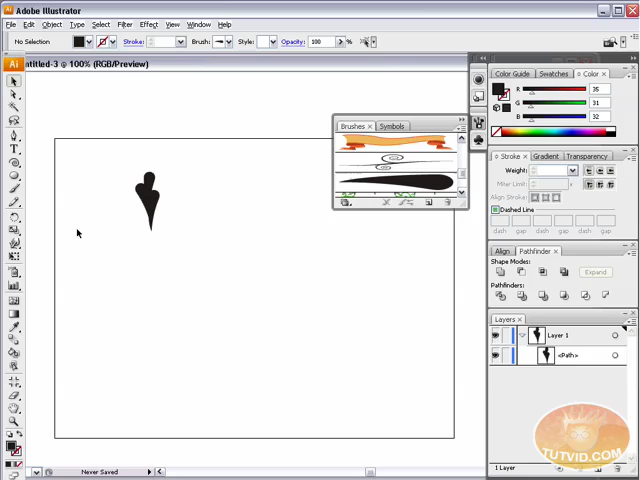 Adobe Illustrator
File Edit Object Type Select Filter Effect View Window Help
No Selection Stroke: Brush: Style: Opacity: 100 %
Ai ntitled-3 @ 100% (RGB/Preview)
Color Guide Swatches Color
R 35
G 31
B 32
Brushes Symbols
Stroke Gradient Transparency
Weight:
Miter Limit: x
Align Stroke:
Dashed Line
dash gap dash gap dash gap
Align Pathfinder
Shape Modes:
Expand
Pathfinders:
Layers
Layer 1
<Path>
TUTVID.COM
1 Layer
Never Saved